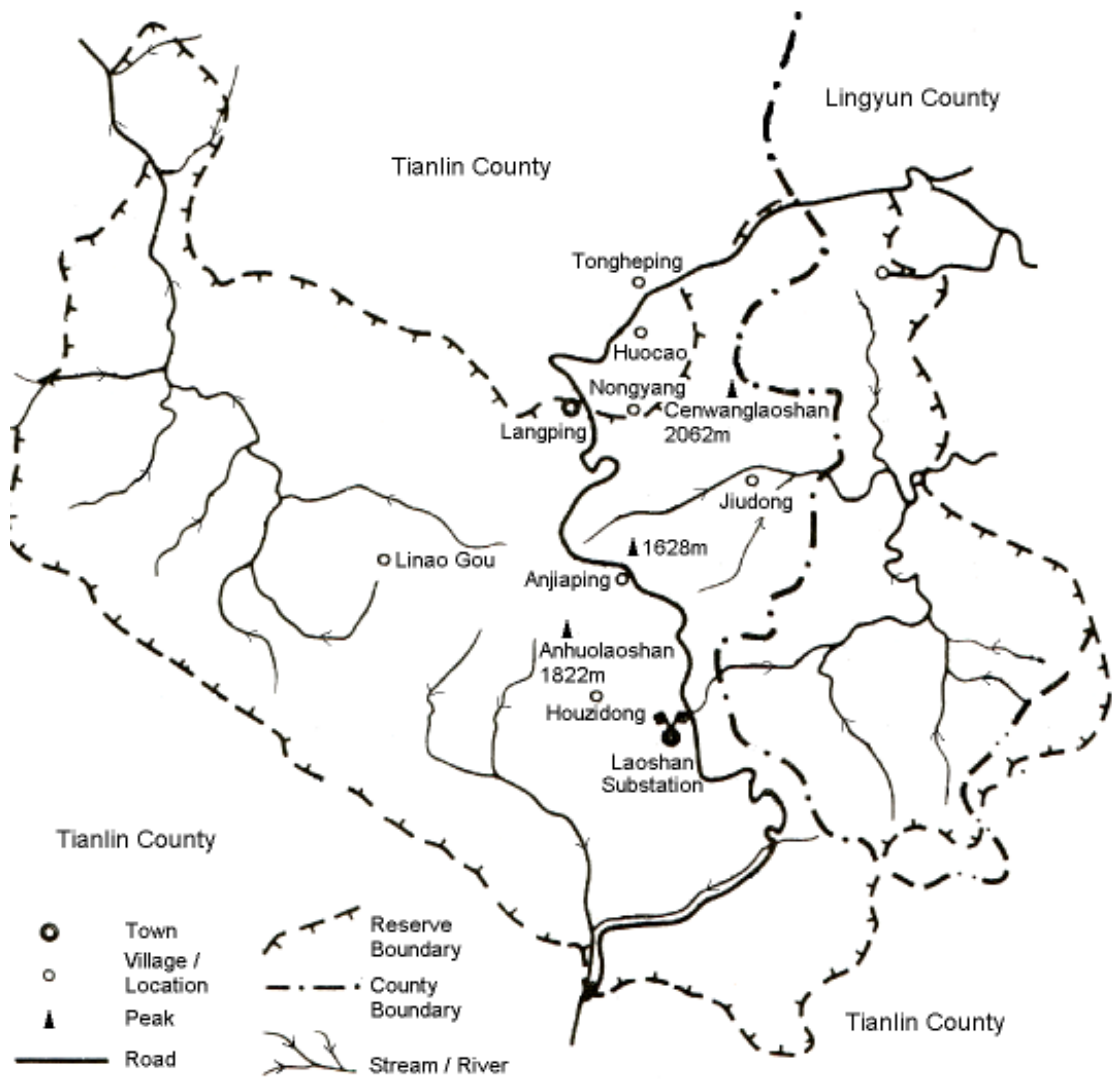 Lingyun County
Tianlin County
Tongheping
Huocao
Nongyang
Cenwanglaoshan
2062m
Langping
Jiudong
1628m
Linao Gou
Anjiaping
Anhuolaoshan
1822m
Houzidong
Laoshan
Substation
Tianlin County
Town
Village /
Location
Peak
Road
Reserve
Boundary
County
Boundary
Stream / River
Tianlin County